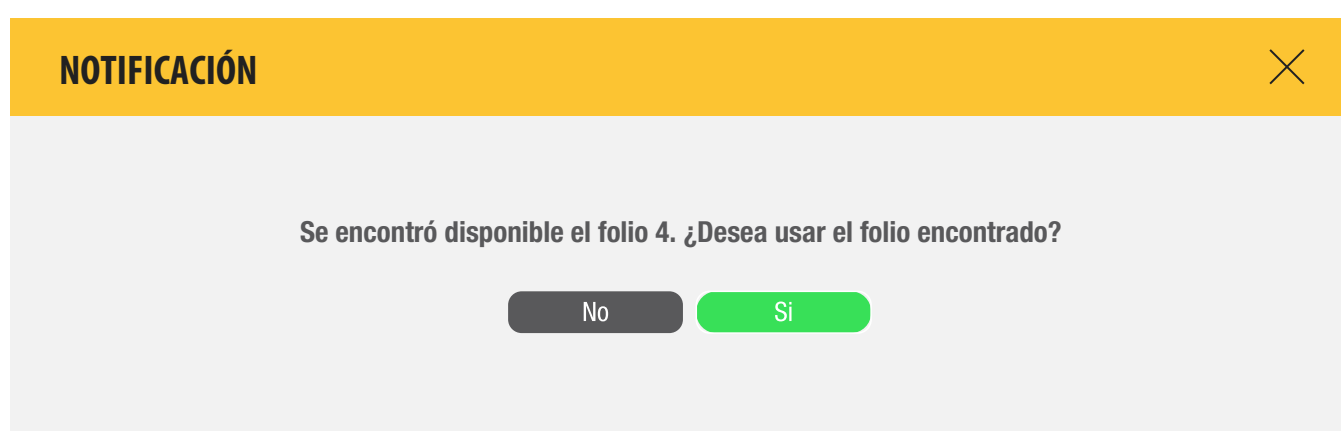 NOTIFICACIÓN
Se encontró disponible el folio 4. ¿Desea usar el folio encontrado?
No
Si